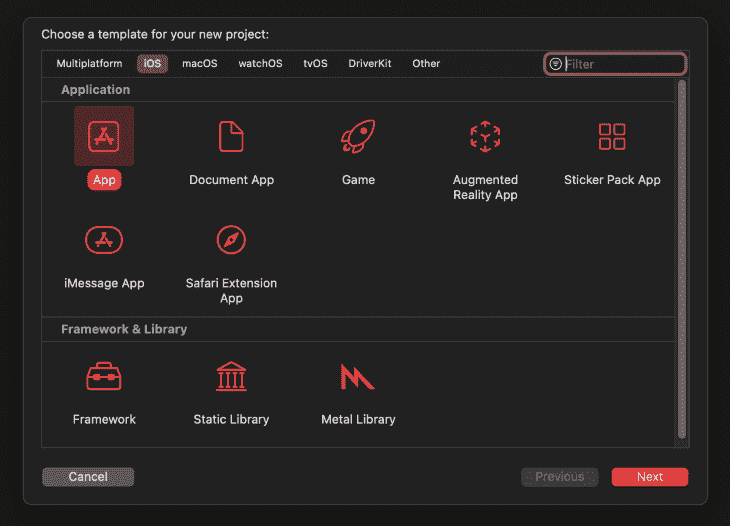 Choose a template for your new project:
Multiplatform iOS macOS watchOS tvOS DriverKit Other Filter
Application
App Document App Game Augmented Reality App Sticker Pack App
iMessage App Safari Extension App
Framework & Library
Framework Static Library Metal Library
Cancel Previous Next